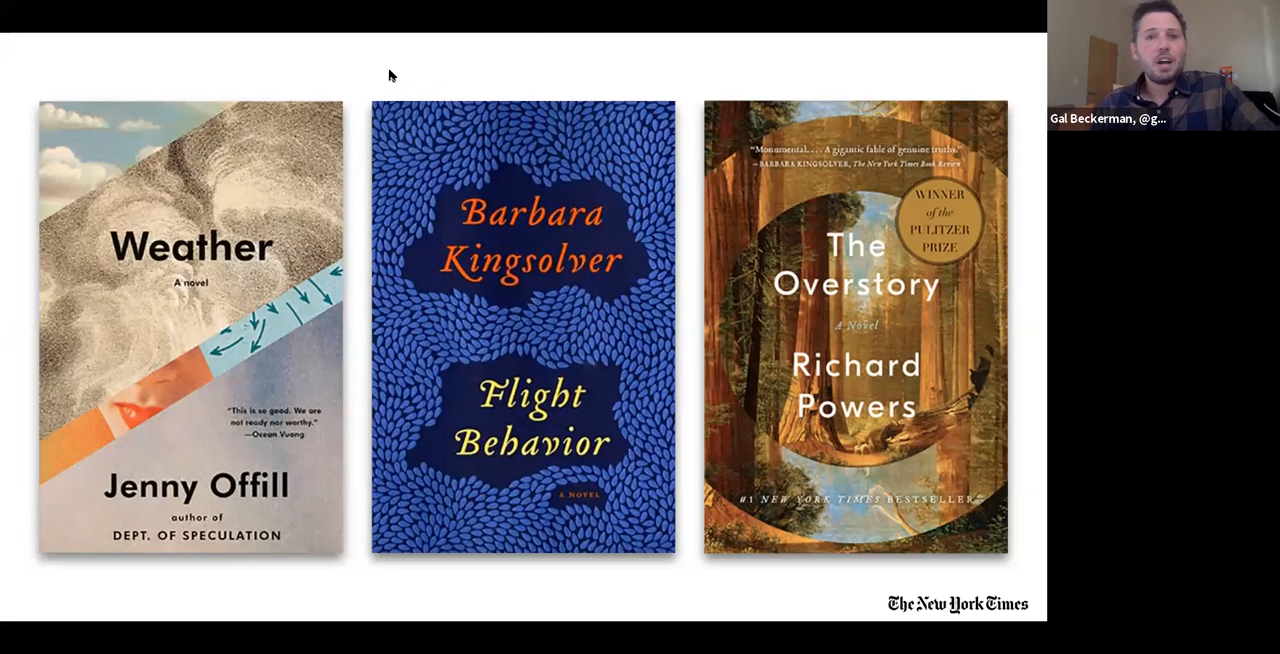 Weather
A novel
"This is so good. We are
not ready nor worthy."
—Ocean Vuong
Jenny Offill
author of
DEPT. OF SPECULATION
Barbara
Kingsolver
Flight
Behavior
A NOVEL
"Monumental. . . . A gigantic fable of genuine truths."
—BARBARA KINGSOLVER, The New York Times Book Review
WINNER
of the
PULITZER
PRIZE
The
Overstory
A Novel
Richard
Powers
#1 NEW YORK TIMES BESTSELLER
The New York Times
Gal Beckerman, @g...